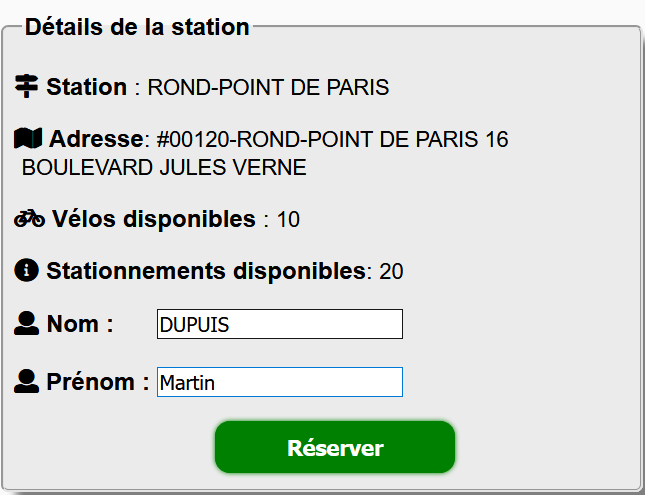 Détails de la station
Station : ROND-POINT DE PARIS
Adresse: #00120-ROND-POINT DE PARIS 16
BOULEVARD JULES VERNE
Vélos disponibles : 10
Stationnements disponibles: 20
Nom : DUPUIS
Prénom : Martin
Réserver